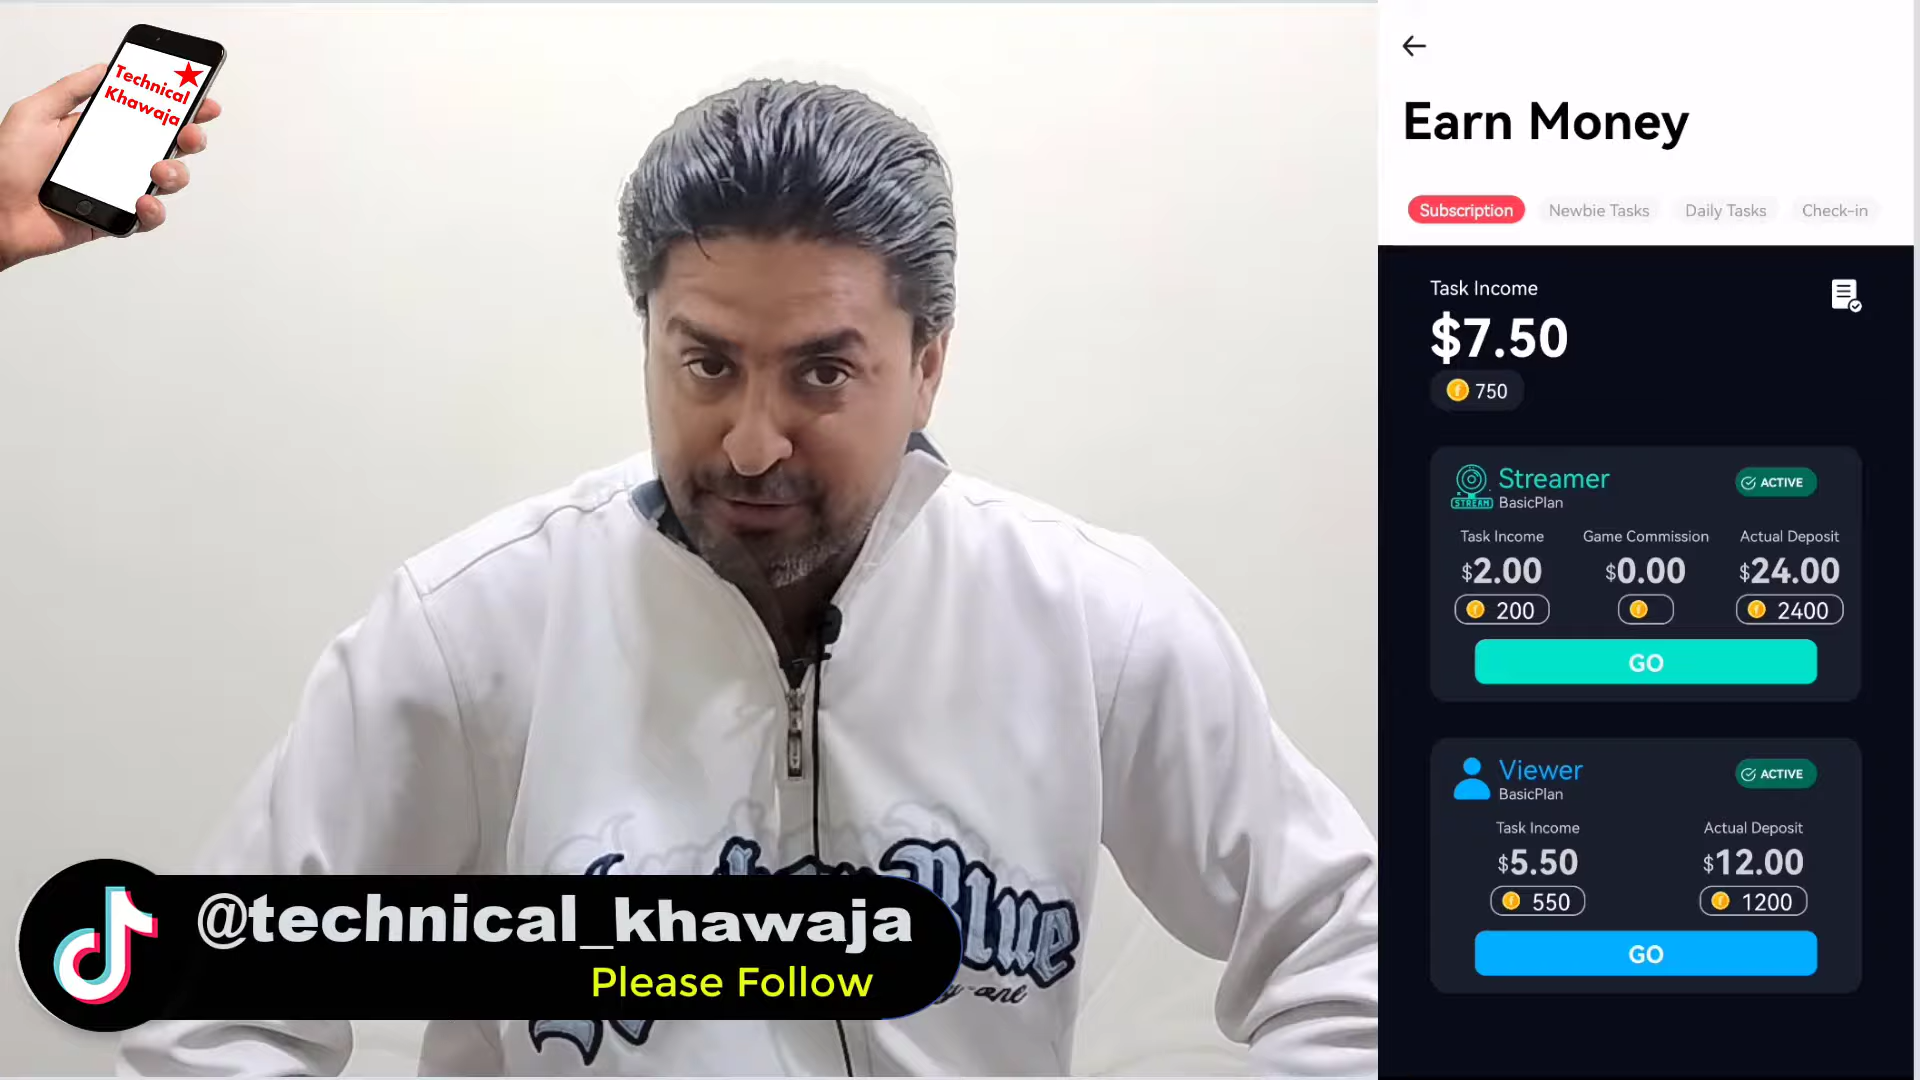 Technical
Khawaja
@technical_khawaja
Please Follow
Earn Money
Subscription
Newbie Tasks
Daily Tasks
Check-in
Task Income
$7.50
750
Streamer
BasicPlan
STREAM
ACTIVE
Task Income
Game Commission
Actual Deposit
$2.00
$0.00
$24.00
200
2400
GO
Viewer
BasicPlan
ACTIVE
Task Income
Actual Deposit
$5.50
$12.00
550
1200
GO